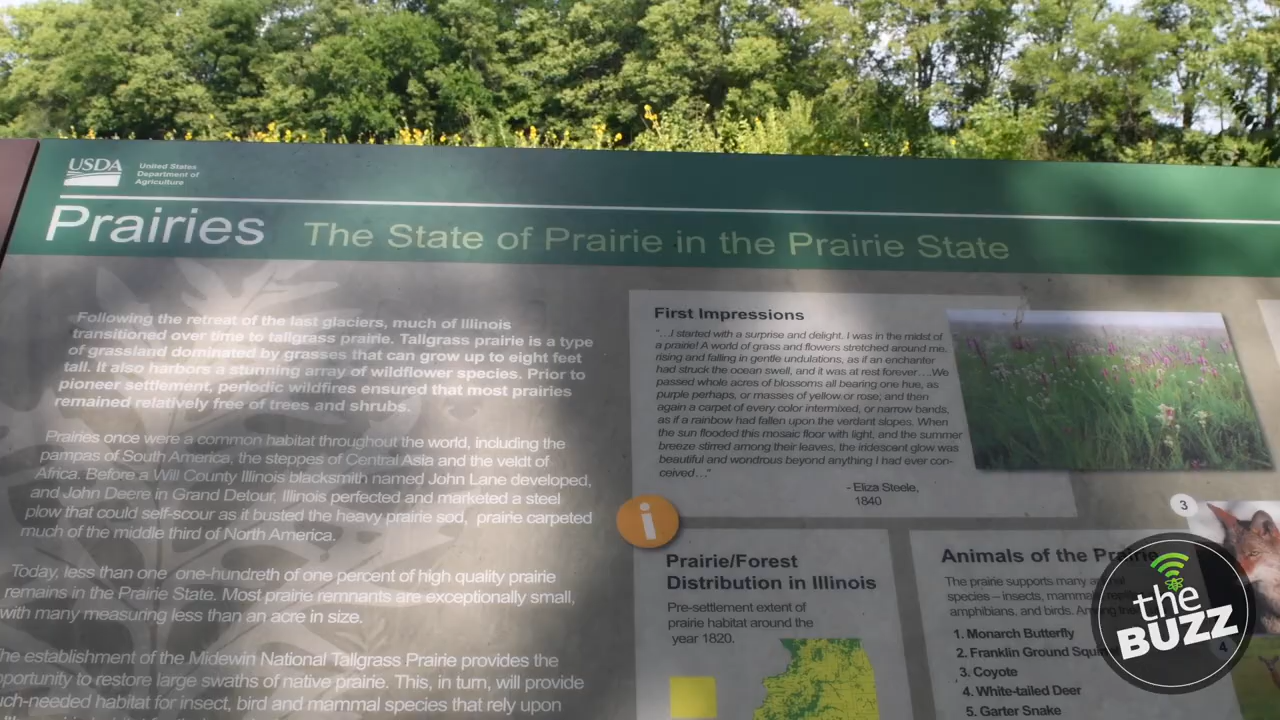 USDA
United States
Department of
Agriculture
Prairies The State of Prairie in the Prairie State
Following the retreat of the last glaciers, much of Illinois
transitioned over time to tallgrass prairie. Tallgrass prairie is a type
of grassland dominated by grasses that can grow up to eight feet
tall. It also harbors a stunning array of wildflower species. Prior to
pioneer settlement, periodic wildfires ensured that most prairies
remained relatively free of trees and shrubs.
Prairies once were a common habitat throughout the world, including the
pampas of South America, the steppes of Central Asia and the veldt of
Africa. Before a Will County Illinois blacksmith named John Lane developed,
and John Deere in Grand Detour, Illinois perfected and marketed a steel
plow that could self-scour as it busted the heavy prairie sod, prairie carpeted
much of the middle third of North America.
Today, less than one one-hundreth of one percent of high quality prairie
remains in the Prairie State. Most prairie remnants are exceptionally small,
with many measuring less than an acre in size.
he establishment of the Midewin National Tallgrass Prairie provides the
portunity to restore large swaths of native prairie. This, in turn, will provide
ch-needed habitat for insect, bird and mammal species that rely upon
First Impressions
"...I started with a surprise and delight. I was in the midst of
a prairie! A world of grass and flowers stretched around me,
rising and falling in gentle undulations, as if an enchanter
had struck the ocean swell, and it was at rest forever....We
passed whole acres of blossoms all bearing one hue, as
purple perhaps, or masses of yellow or rose; and then
again a carpet of every color intermixed, or narrow bands,
as if a rainbow had fallen upon the verdant slopes. When
the sun flooded this mosaic floor with light, and the summer
breeze stirred among their leaves, the iridescent glow was
beautiful and wondrous beyond anything I had ever con-
ceived..."
- Eliza Steele,
1840
i
Prairie/Forest
Distribution in Illinois
Pre-settlement extent of
prairie habitat around the
year 1820.
3
Animals of the Prairie
The prairie supports many
species – insects, mammals,
amphibians, and birds. Among
1. Monarch Butterfly
2. Franklin Ground Squ
3. Coyote
4. White-tailed Deer
5. Garter Snake
4
the
BUZZ